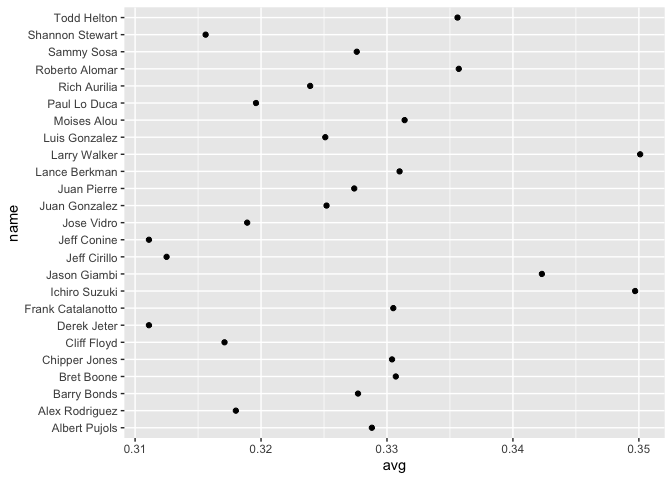 Todd Helton
Shannon Stewart
Sammy Sosa
Roberto Alomar
Rich Aurilia
Paul Lo Duca
Moises Alou
Luis Gonzalez
Larry Walker
Lance Berkman
Juan Pierre
Juan Gonzalez
Jose Vidro
Jeff Conine
Jeff Cirillo
Jason Giambi
Ichiro Suzuki
Frank Catalanotto
Derek Jeter
Cliff Floyd
Chipper Jones
Bret Boone
Barry Bonds
Alex Rodriguez
Albert Pujols
name
0.31 0.32 0.33 0.34 0.35
avg